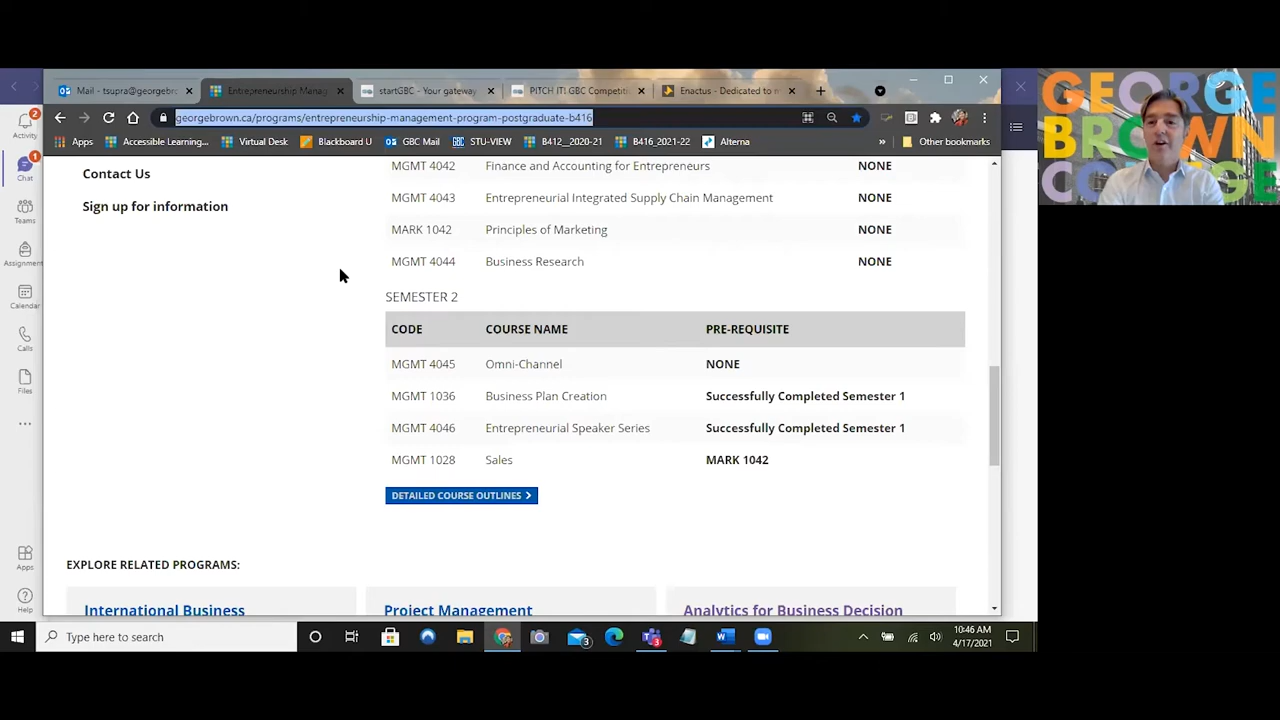 Mail - tsupra@georgebro
Entrepreneurship Manag
startGBC - Your gateway
PITCH IT! GBC Competiti
Enactus - Dedicated to m
georgebrown.ca/programs/entrepreneurship-management-program-postgraduate-b416
Apps
Accessible Learning...
Virtual Desk
Blackboard U
GBC Mail
STU-VIEW
B412__2020-21
B416_2021-22
Alterna
»
Other bookmarks
Activity
2
Chat
1
Teams
Assignment
Calendar
Calls
Files
...
Apps
Help
Contact Us
Sign up for information
MGMT 4042 Finance and Accounting for Entrepreneurs NONE
MGMT 4043 Entrepreneurial Integrated Supply Chain Management NONE
MARK 1042 Principles of Marketing NONE
MGMT 4044 Business Research NONE
SEMESTER 2
CODE COURSE NAME PRE-REQUISITE
MGMT 4045 Omni-Channel NONE
MGMT 1036 Business Plan Creation Successfully Completed Semester 1
MGMT 4046 Entrepreneurial Speaker Series Successfully Completed Semester 1
MGMT 1028 Sales MARK 1042
DETAILED COURSE OUTLINES >
EXPLORE RELATED PROGRAMS:
International Business
Project Management
Analytics for Business Decision
Type here to search
3
3
10:46 AM
4/17/2021
GEORGE
BROWN
COLLEGE